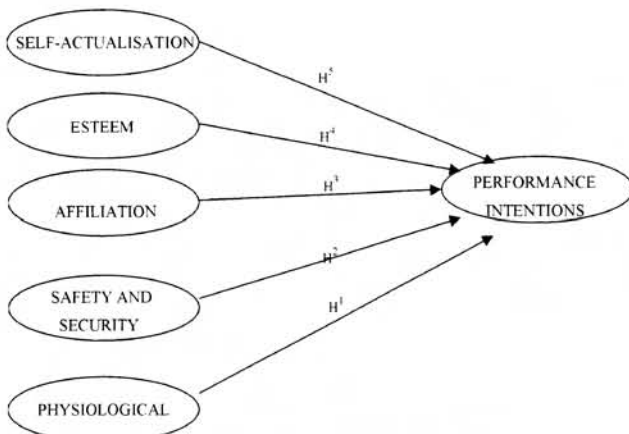 SELF-ACTUALISATION
H5
ESTEEM
H4
AFFILIATION
H3
PERFORMANCE
INTENTIONS
SAFETY AND
SECURITY
H2
H1
PHYSIOLOGICAL